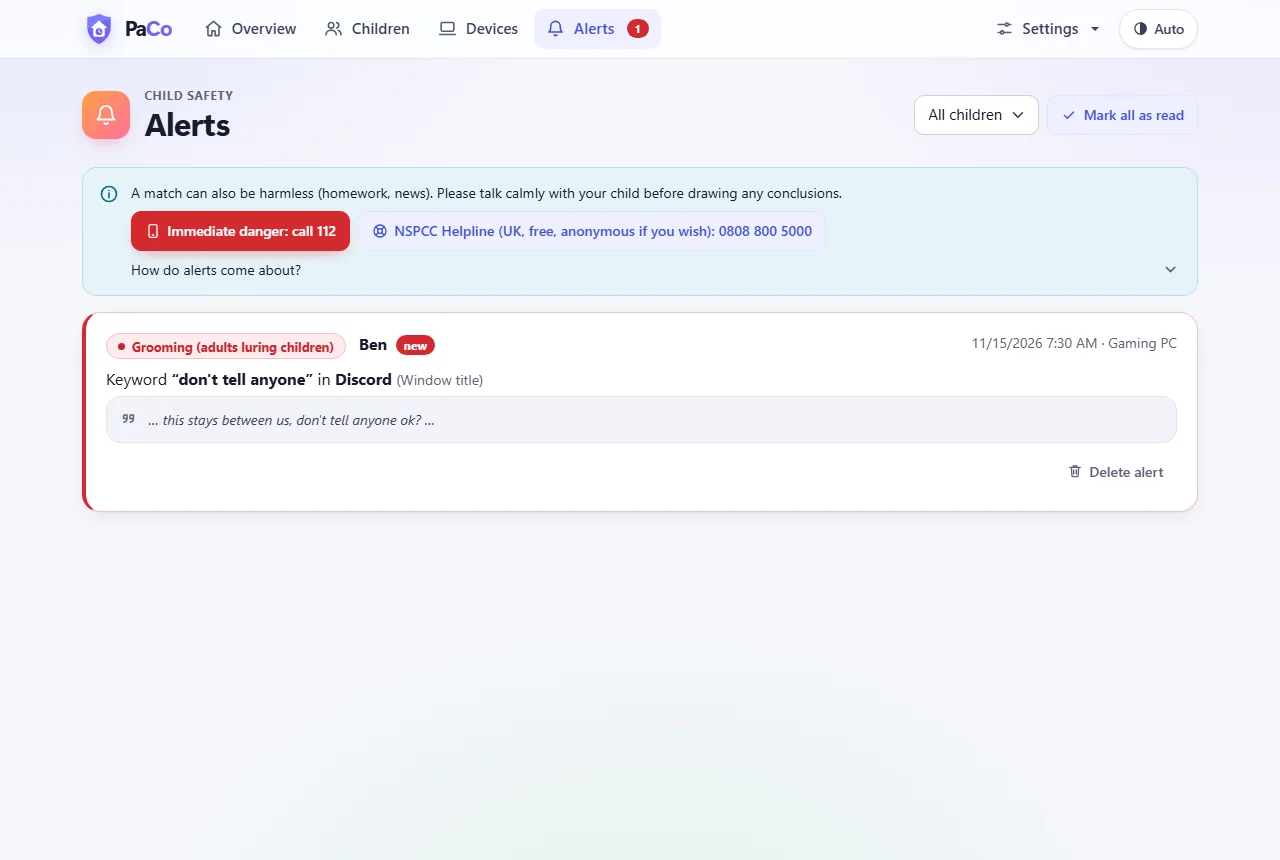 PaCo Overview Children Devices Alerts 1 Settings Auto
CHILD SAFETY
Alerts
All children Mark all as read
A match can also be harmless (homework, news). Please talk calmly with your child before drawing any conclusions.
Immediate danger: call 112 NSPCC Helpline (UK, free, anonymous if you wish): 0808 800 5000
How do alerts come about?
Grooming (adults luring children) Ben new 11/15/2026 7:30 AM · Gaming PC
Keyword “don't tell anyone” in Discord (Window title)
... this stays between us, don't tell anyone ok? ...
Delete alert